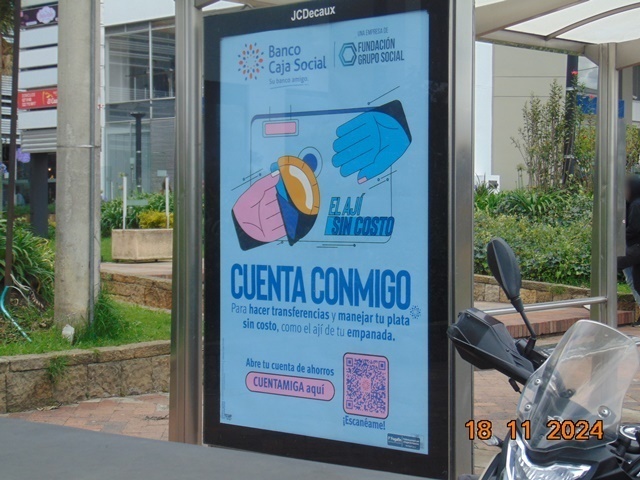 JCDecaux
Banco
Caja Social
Su banco amigo.
UNA EMPRESA DE
FUNDACIÓN
GRUPO SOCIAL
EL AJÍ
SIN COSTO
CUENTA CONMIGO
Para hacer transferencias y manejar tu plata
sin costo, como el ají de tu empanada.
Abre tu cuenta de ahorros
CUENTAMIGA aquí
¡Escanéame!
18 11 2024